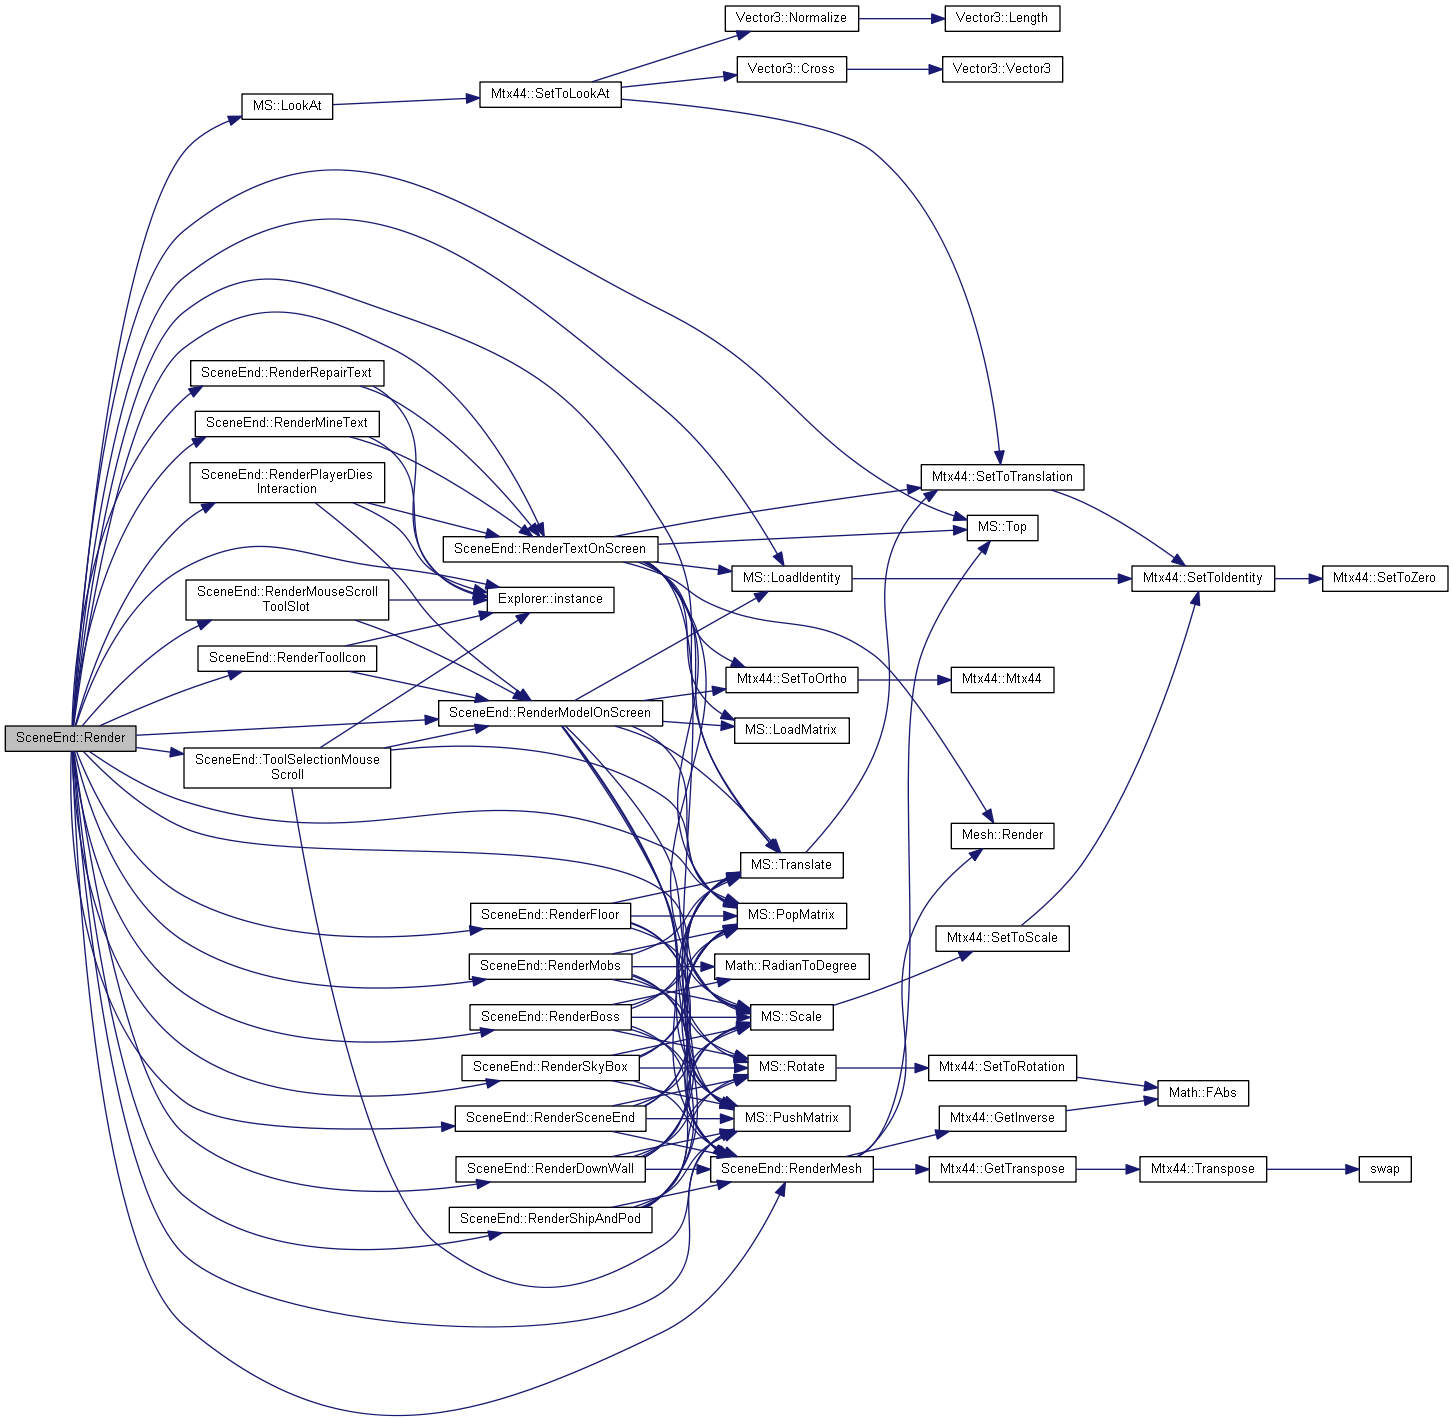 Vector3::Normalize
Vector3::Length
Vector3::Cross
Vector3::Vector3
MS::LookAt
Mtx44::SetToLookAt
SceneEnd::RenderRepairText
SceneEnd::RenderMineText
SceneEnd::RenderPlayerDies
Interaction
Mtx44::SetToTranslation
MS::Top
SceneEnd::RenderTextOnScreen
SceneEnd::RenderMouseScroll
ToolSlot
Explorer::instance
MS::LoadIdentity
Mtx44::SetToIdentity
Mtx44::SetToZero
SceneEnd::RenderToolIcon
Mtx44::SetToOrtho
Mtx44::Mtx44
SceneEnd::RenderModelOnScreen
MS::LoadMatrix
SceneEnd::Render
SceneEnd::ToolSelectionMouse
Scroll
Mesh::Render
MS::Translate
SceneEnd::RenderFloor
MS::PopMatrix
Mtx44::SetToScale
SceneEnd::RenderMobs
Math::RadianToDegree
SceneEnd::RenderBoss
MS::Scale
SceneEnd::RenderSkyBox
MS::Rotate
Mtx44::SetToRotation
Math::FAbs
SceneEnd::RenderSceneEnd
MS::PushMatrix
Mtx44::GetInverse
SceneEnd::RenderDownWall
SceneEnd::RenderMesh
Mtx44::GetTranspose
Mtx44::Transpose
swap
SceneEnd::RenderShipAndPod